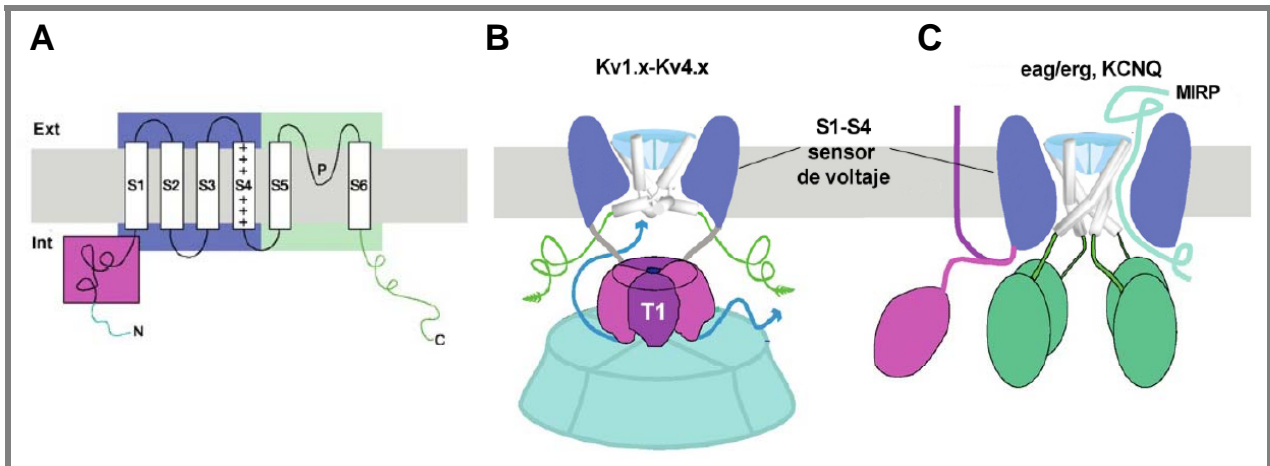 A
Ext
S1
S2
S3
+
+
+
S4
+
+
+
S5
P
S6
Int
N
C
B
Kv1.x-Kv4.x
S1-S4
sensor
de voltaje
T1
C
eag/erg, KCNQ
MIRP